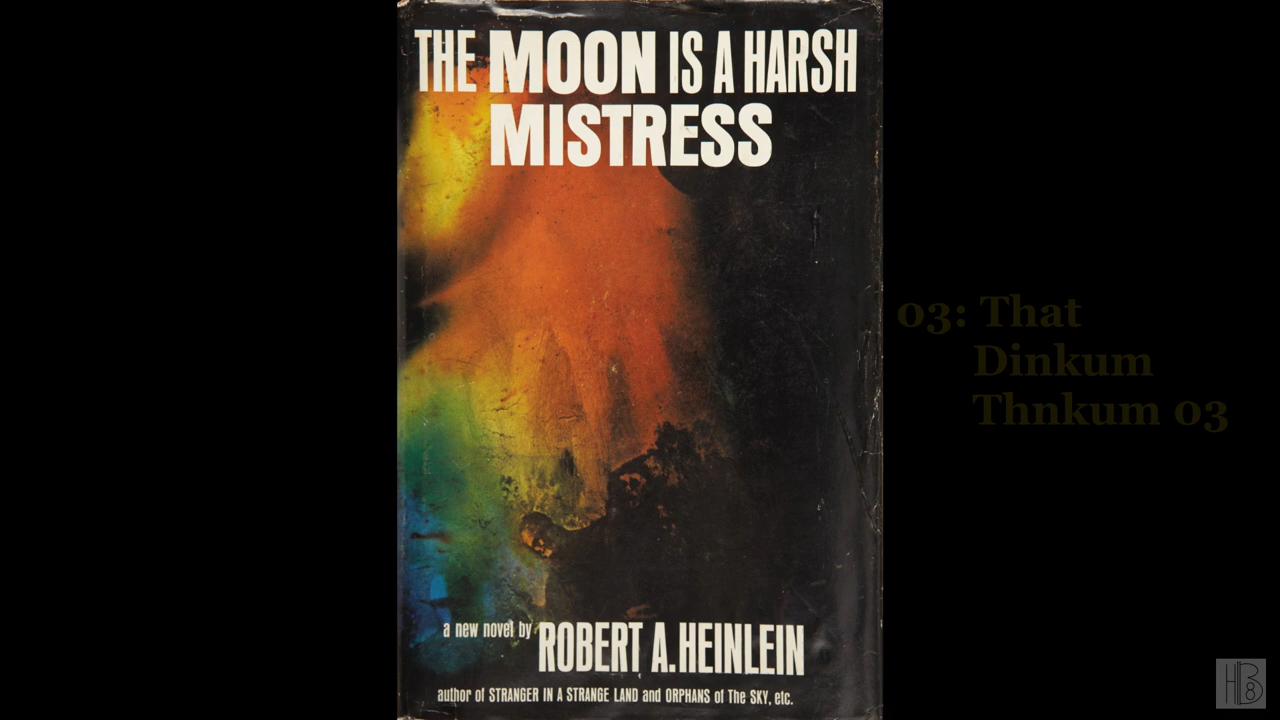 THE MOON IS A HARSH
MISTRESS
03: That
Dinkum
Thnkum 03
a new novel by ROBERT A. HEINLEIN
author of STRANGER IN A STRANGE LAND and ORPHANS of The SKY, etc.
HB8